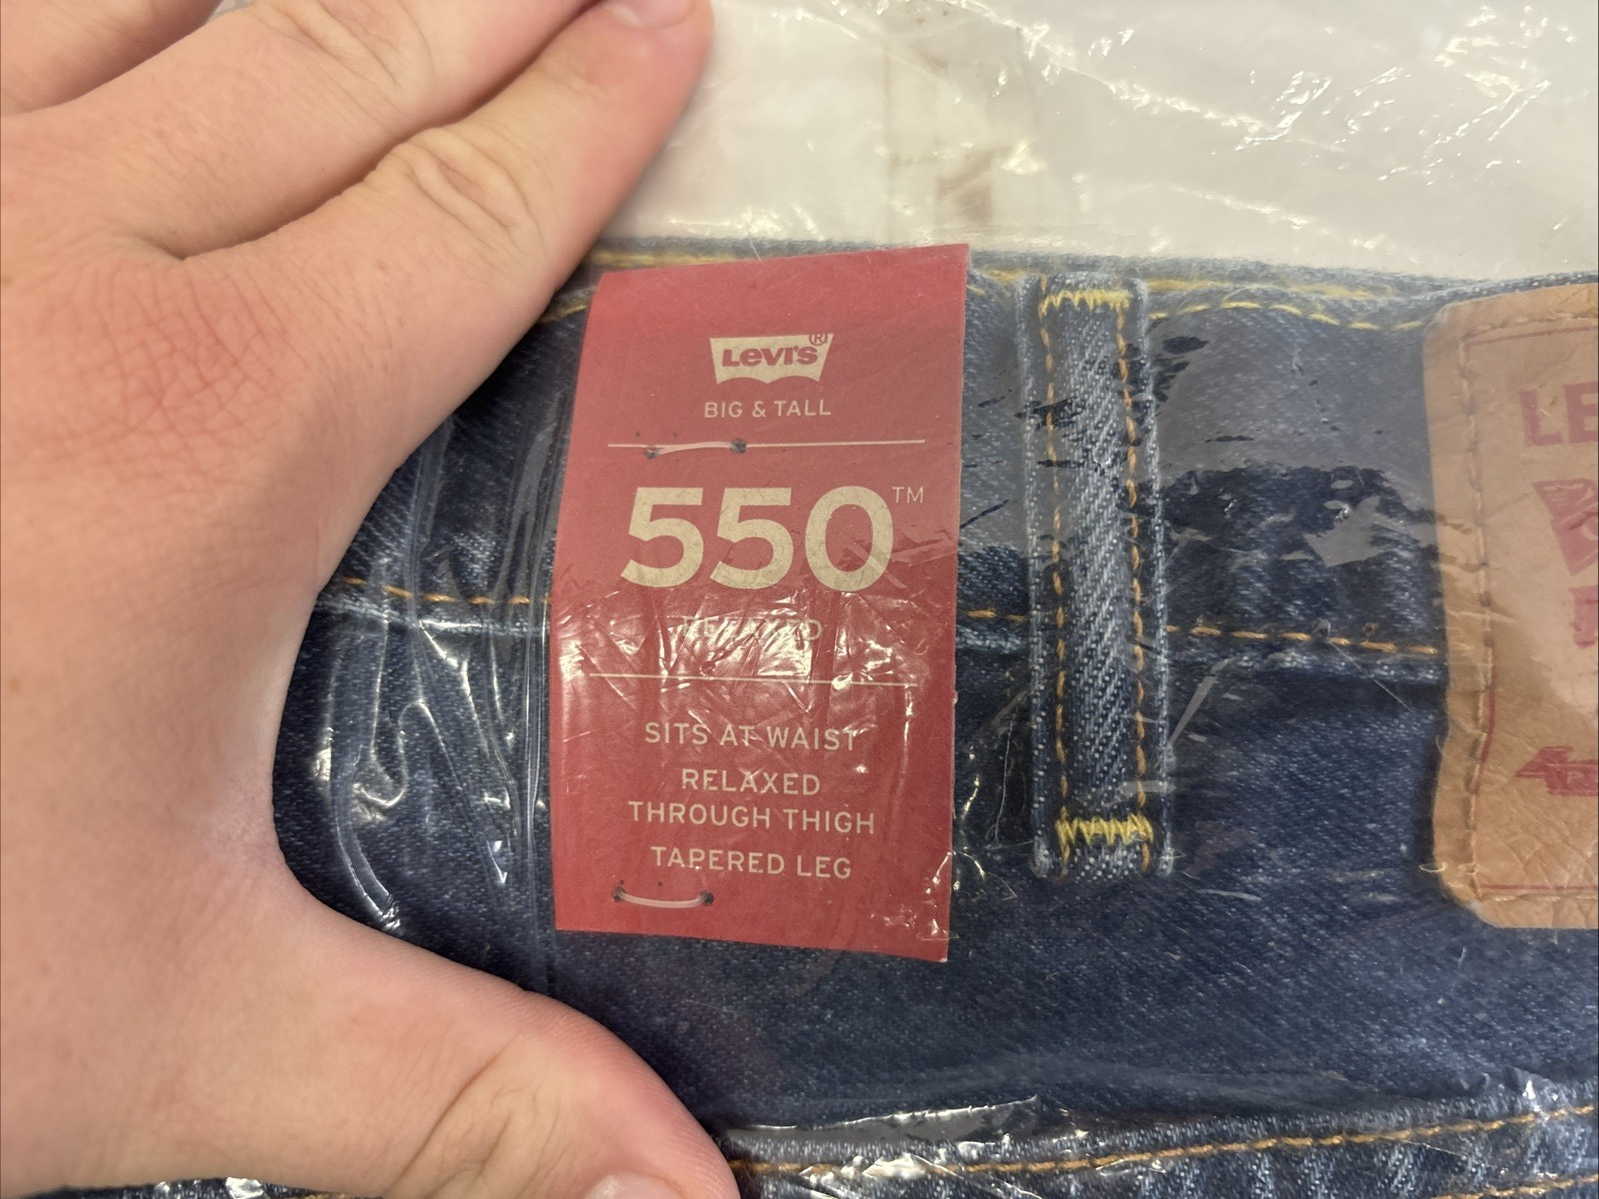 Levi's®
BIG & TALL
550™
SITS AT WAIST
RELAXED
THROUGH THIGH
TAPERED LEG